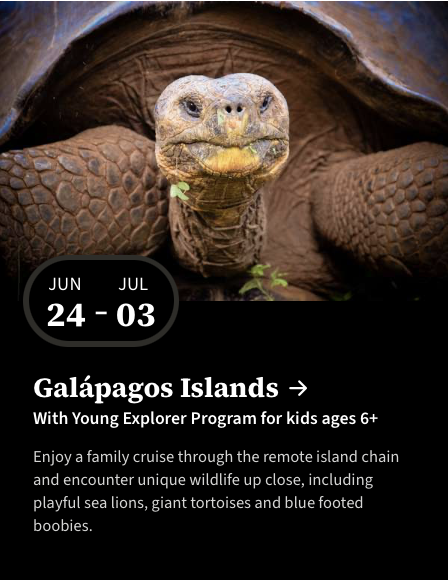 JUN JUL
24 - 03
Galápagos Islands →
With Young Explorer Program for kids ages 6+
Enjoy a family cruise through the remote island chain
and encounter unique wildlife up close, including
playful sea lions, giant tortoises and blue footed
boobies.